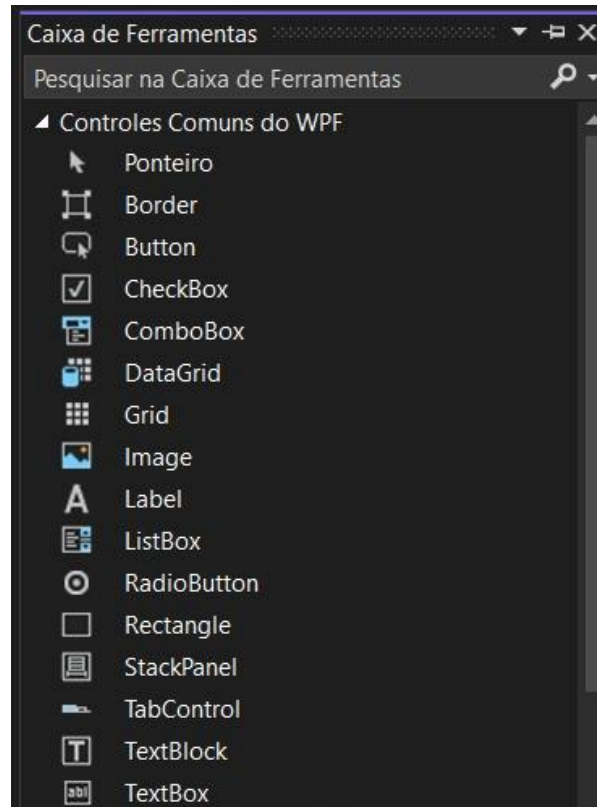 Caixa de Ferramentas
Pesquisar na Caixa de Ferramentas
Controles Comuns do WPF
Ponteiro
Border
Button
CheckBox
ComboBox
DataGrid
Grid
Image
A Label
ListBox
RadioButton
Rectangle
StackPanel
TabControl
T TextBlock
abl TextBox